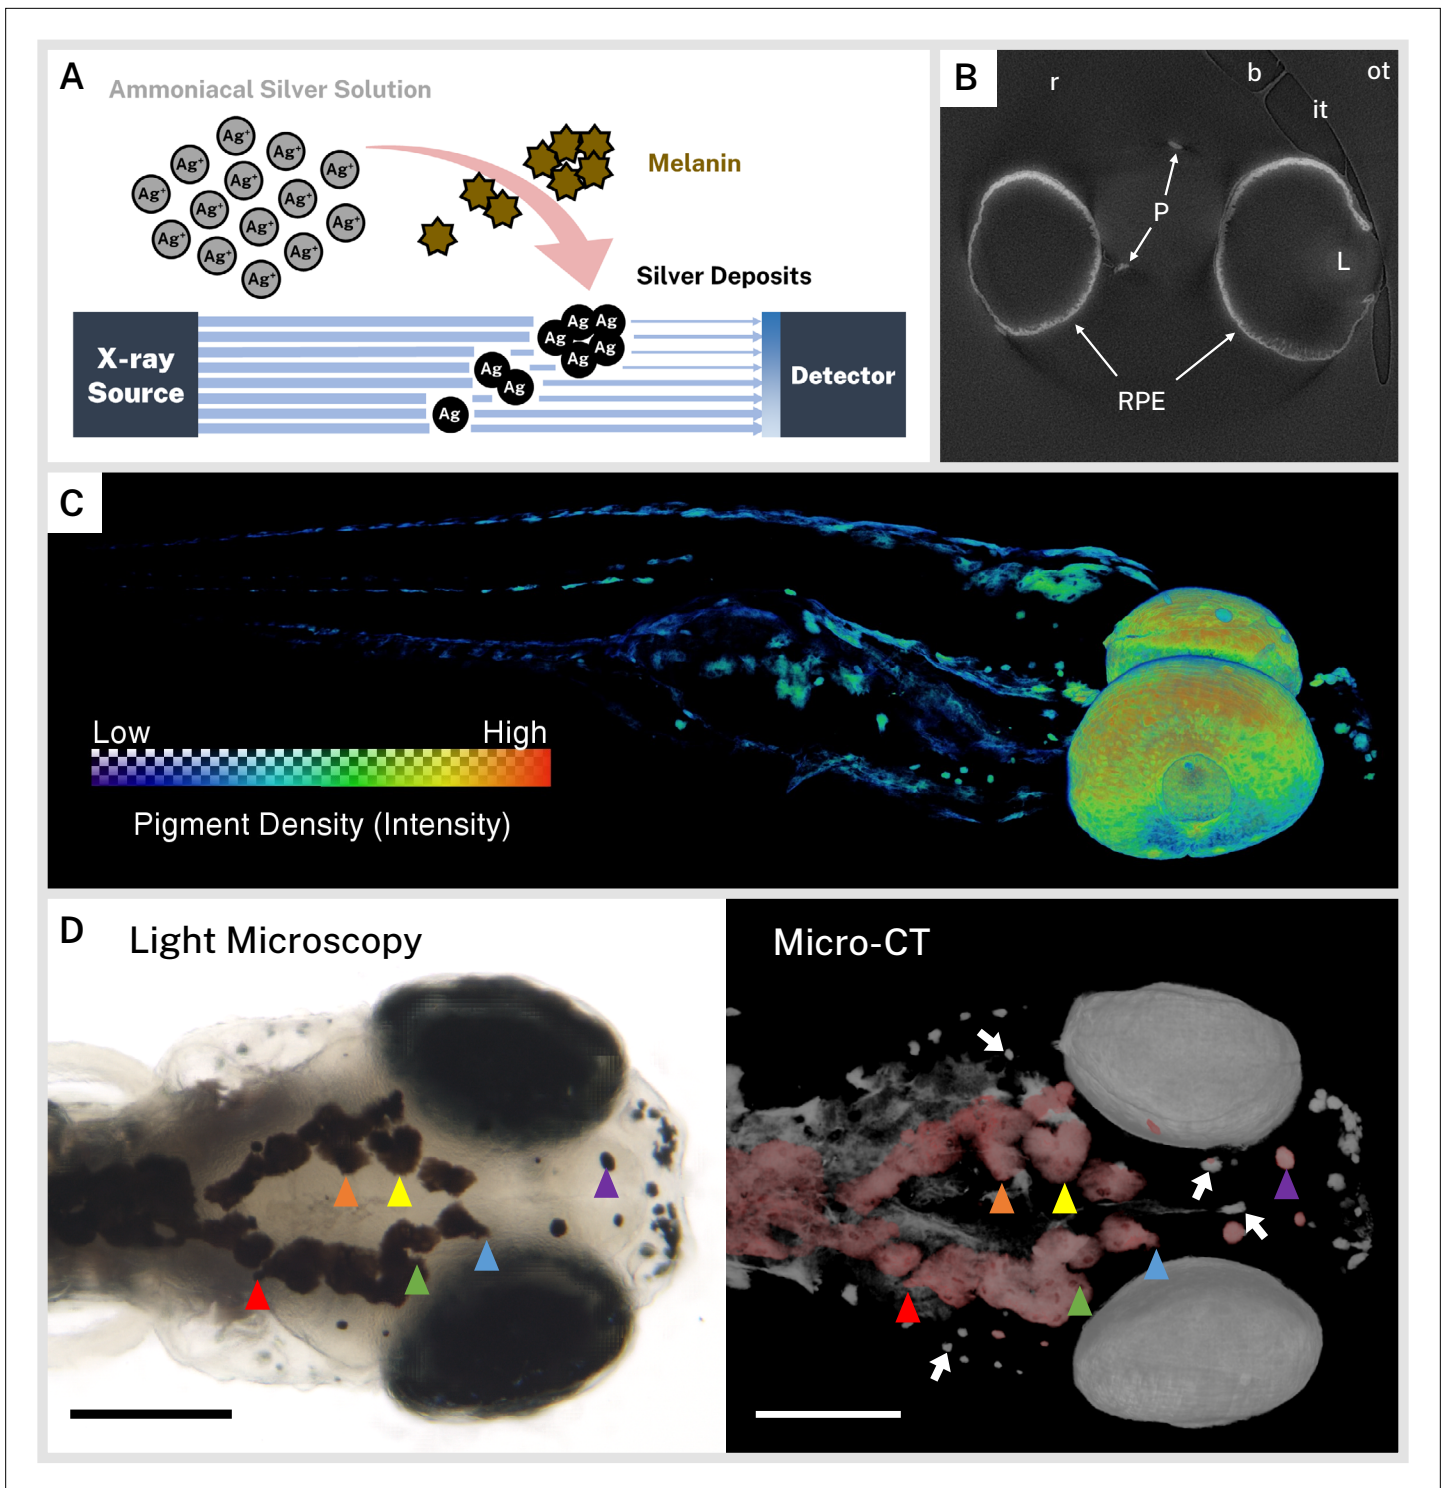 A
Ammoniacal Silver Solution
Ag⁺
Ag⁺
Ag⁺
Ag⁺
Ag⁺
Ag⁺
Ag⁺
Ag⁺
Ag⁺
Ag⁺
Ag⁺
Ag⁺
Ag⁺
Ag⁺
Melanin
Silver Deposits
X-ray
Source
Ag
Ag
Ag
Ag
Ag
Ag
Ag
Ag
Detector
B
r
b
ot
it
P
L
RPE
C
Low
High
Pigment Density (Intensity)
D
Light Microscopy
Micro-CT